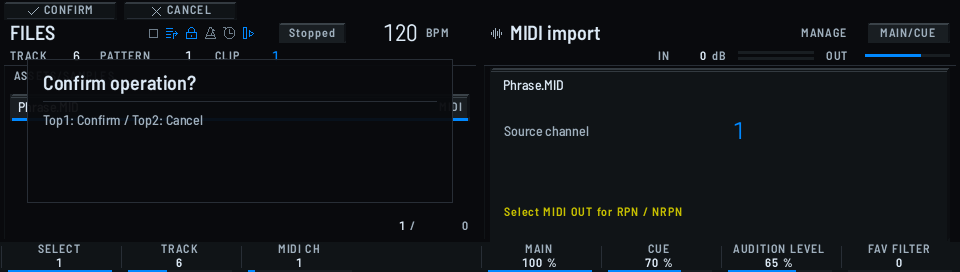 CONFIRM CANCEL
FILES Stopped 120 BPM
TRACK 6 PATTERN 1 CLIP 1
Confirm operation?
Top1: Confirm / Top2: Cancel
1 / 0
MIDI import MANAGE MAIN/CUE
IN 0 dB OUT
Phrase.MID
Source channel 1
Select MIDI OUT for RPN / NRPN
SELECT TRACK MIDI CH MAIN CUE AUDITION LEVEL FAV FILTER
1 6 1 100 % 70 % 65 % 0